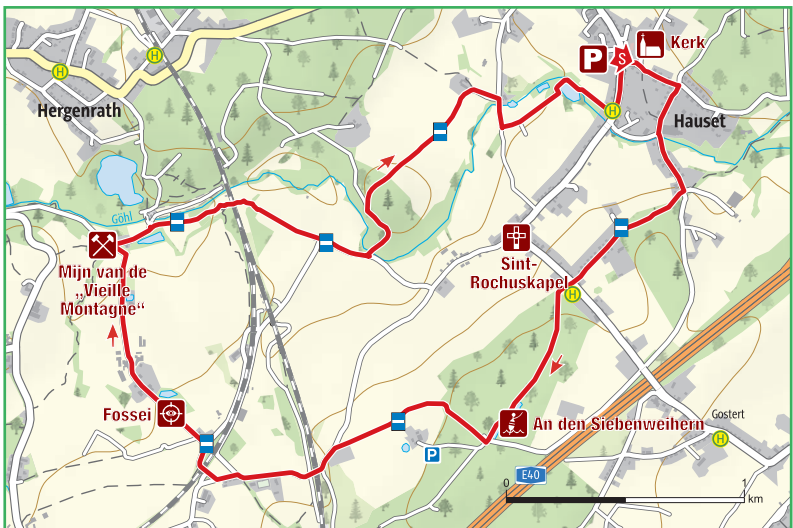 P
S
Kerk
H
H
Hergenrath
H
Hauset
Göhl
Mijn van de
„Vieille
Montagne“
Sint-
Rochuskapel
H
Fossei
An den Siebenweihern
Gostert
H
P
E40
0
1
km